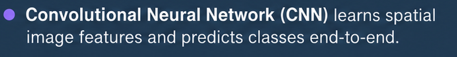 Convolutional Neural Network (CNN) learns spatial
image features and predicts classes end-to-end.